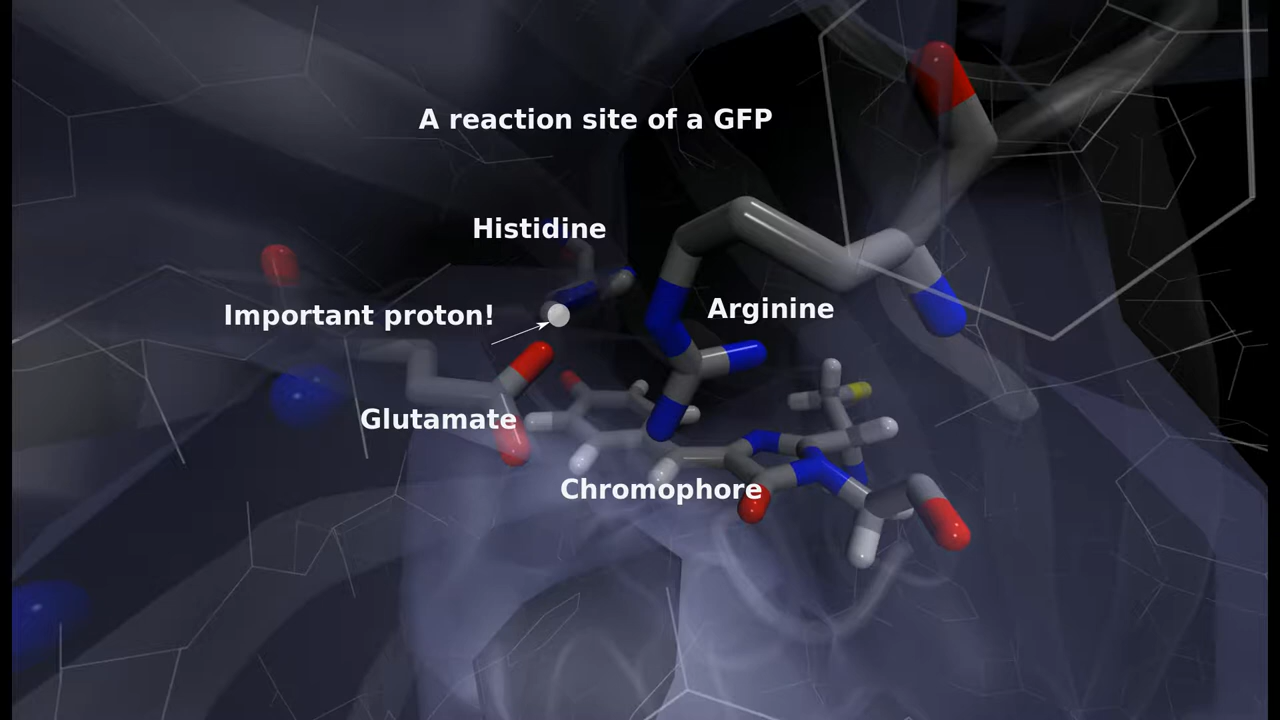 A reaction site of a GFP
Histidine
Important proton!
Arginine
Glutamate
Chromophore